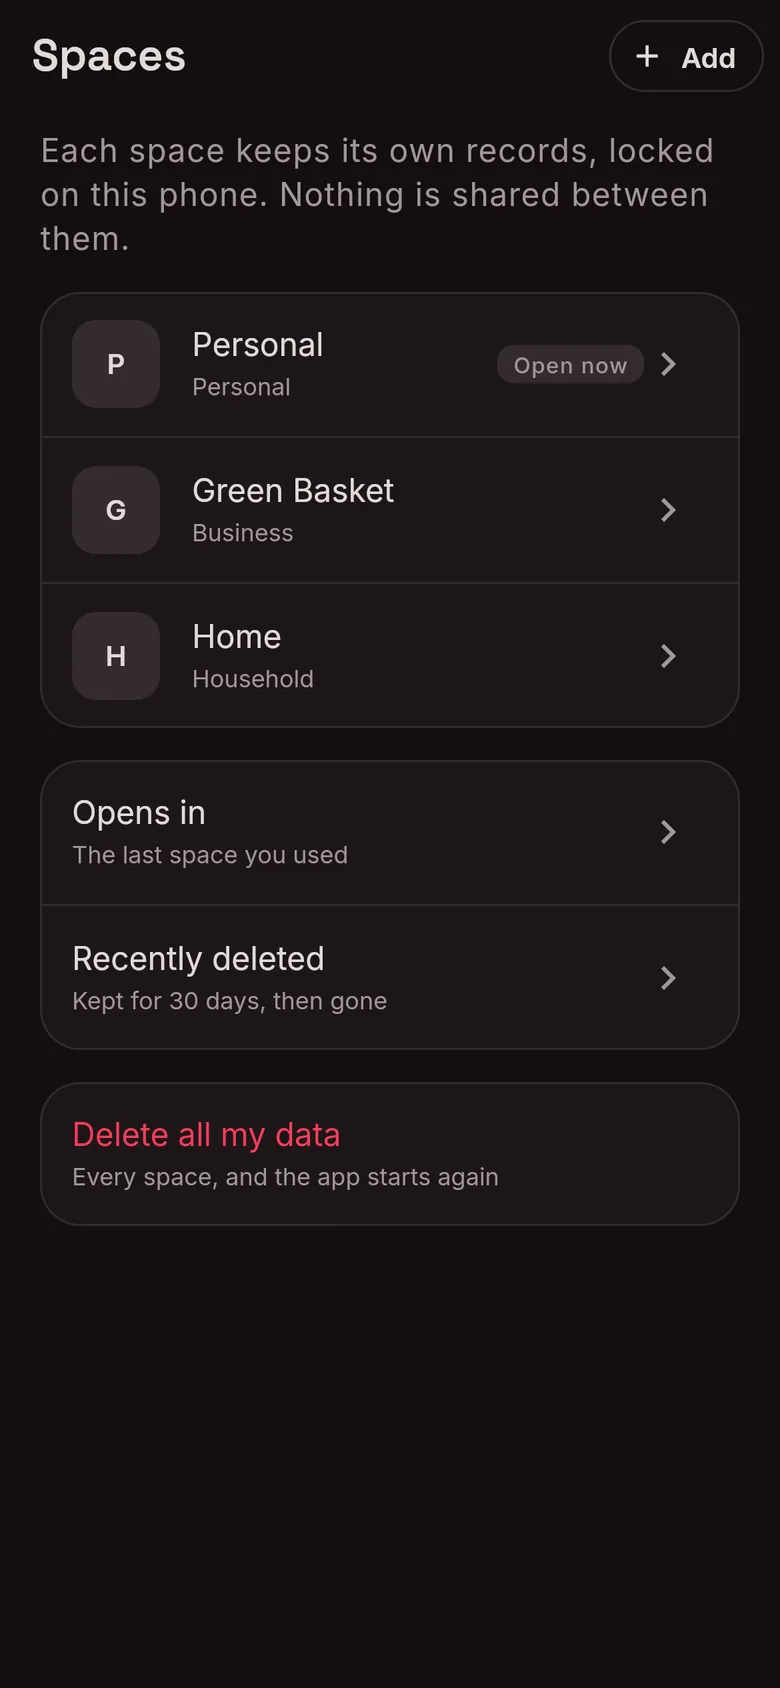 Spaces
+ Add
Each space keeps its own records, locked
on this phone. Nothing is shared between
them.
P
Personal
Personal
Open now
G
Green Basket
Business
H
Home
Household
Opens in
The last space you used
Recently deleted
Kept for 30 days, then gone
Delete all my data
Every space, and the app starts again